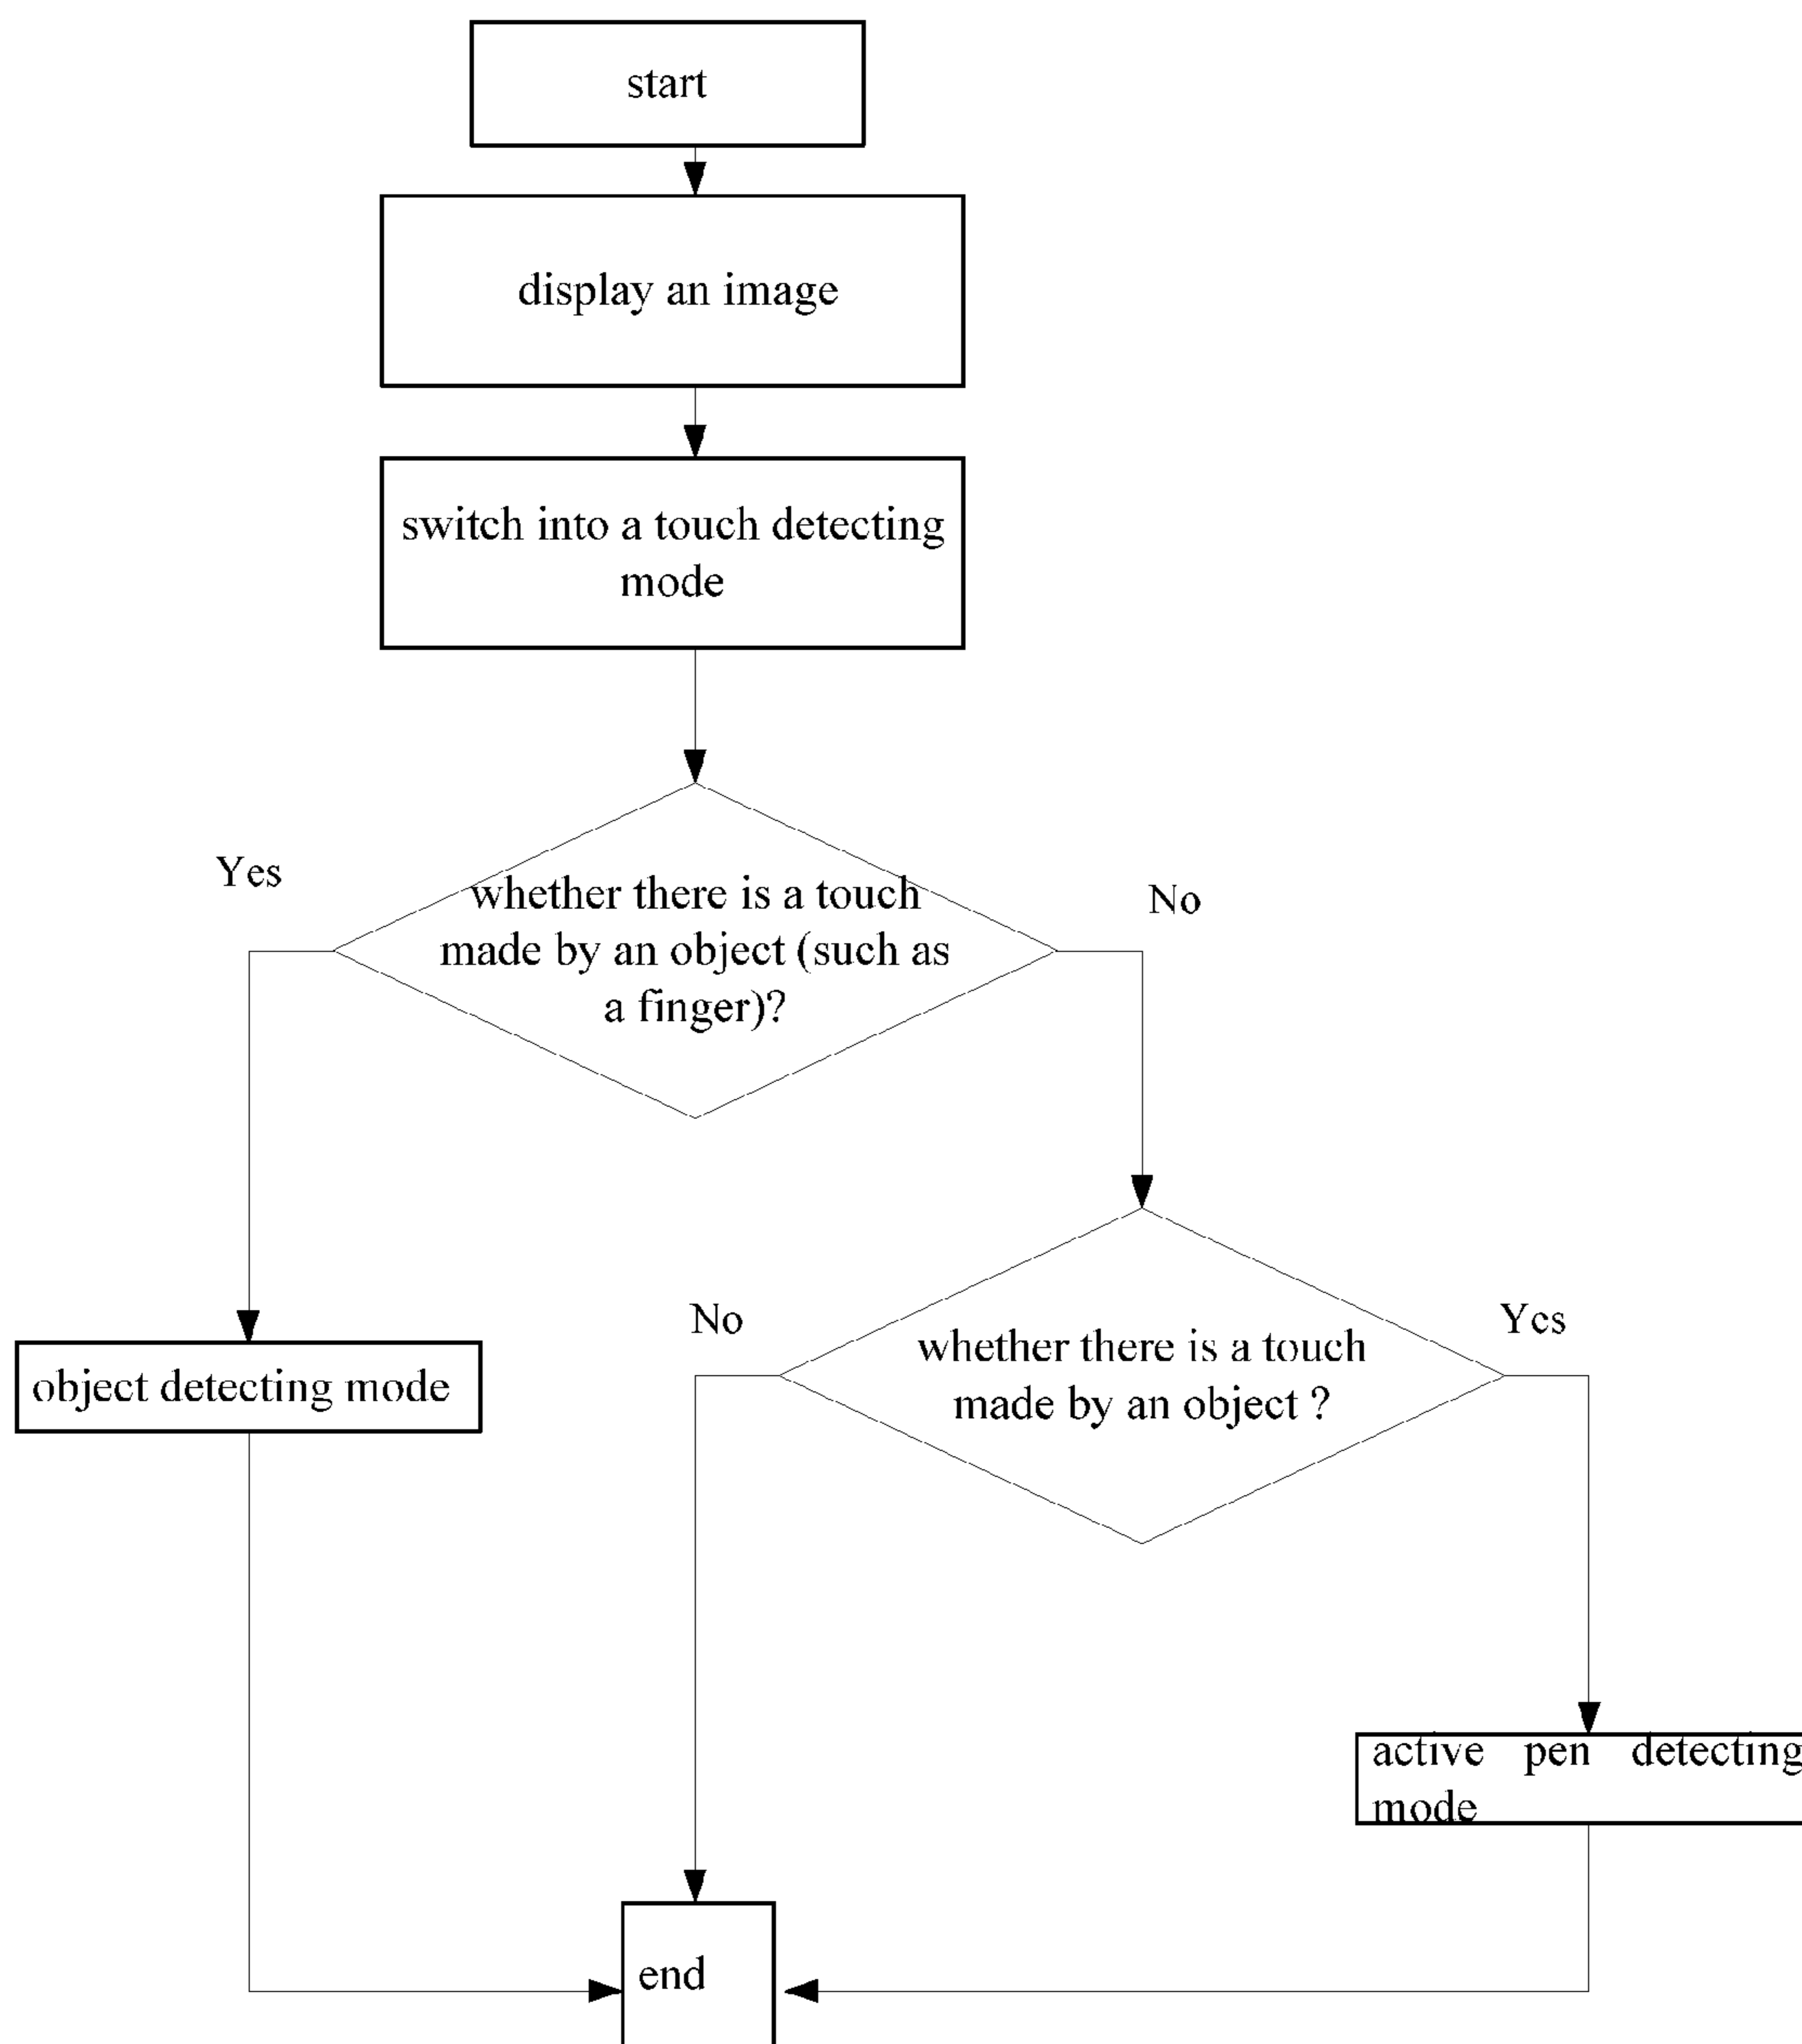 start
display an image
switch into a touch detecting
mode
Yes
No
whether there is a touch
made by an object (such as
a finger)?
No
Yes
whether there is a touch
made by an object ?
object detecting mode
active pen detecting
mode
end